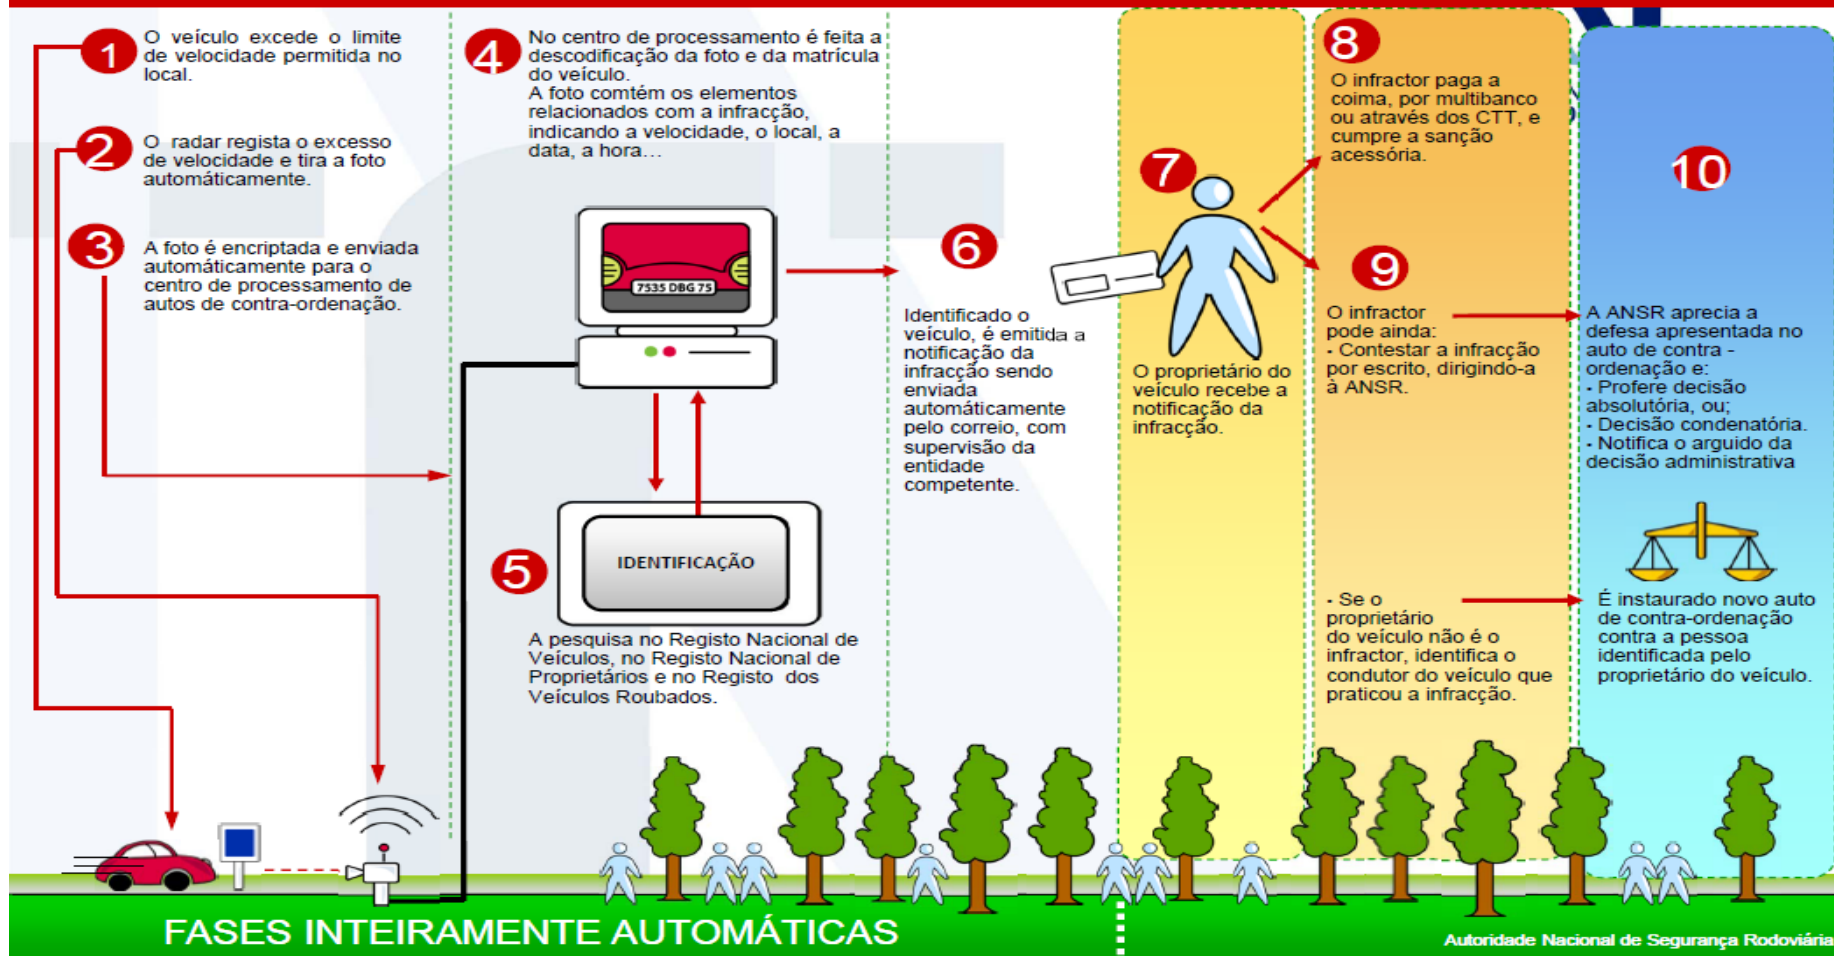 1
O veículo excede o limite
de velocidade permitida no
local.
2
O radar regista o excesso
de velocidade e tira a foto
automáticamente.
3
A foto é encriptada e enviada
automáticamente para o
centro de processamento de
autos de contra-ordenação.
4
No centro de processamento é feita a
descodificação da foto e da matrícula
do veículo.
A foto comtém os elementos
relacionados com a infracção,
indicando a velocidade, o local, a
data, a hora…
7535 DBG 75
5
IDENTIFICAÇÃO
A pesquisa no Registo Nacional de
Veículos, no Registo Nacional de
Proprietários e no Registo dos
Veículos Roubados.
6
Identificado o
veículo, é emitida a
notificação da
infracção sendo
enviada
automáticamente
pelo correio, com
supervisão da
entidade
competente.
7
O proprietário do
veículo recebe a
notificação da
infracção.
8
O infractor paga a
coima, por multibanco
ou através dos CTT, e
cumpre a sanção
acessória.
9
O infractor
pode ainda:
• Contestar a infracção
por escrito, dirigindo-a
à ANSR.
• Se o
proprietário
do veículo não é o
infractor, identifica o
condutor do veículo que
praticou a infracção.
10
A ANSR aprecia a
defesa apresentada no
auto de contra -
ordenação e:
• Profere decisão
absolutória, ou;
• Decisão condenatória.
• Notifica o arguido da
decisão administrativa
É instaurado novo auto
de contra-ordenação
contra a pessoa
identificada pelo
proprietário do veículo.
FASES INTEIRAMENTE AUTOMÁTICAS
Autoridade Nacional de Segurança Rodoviária